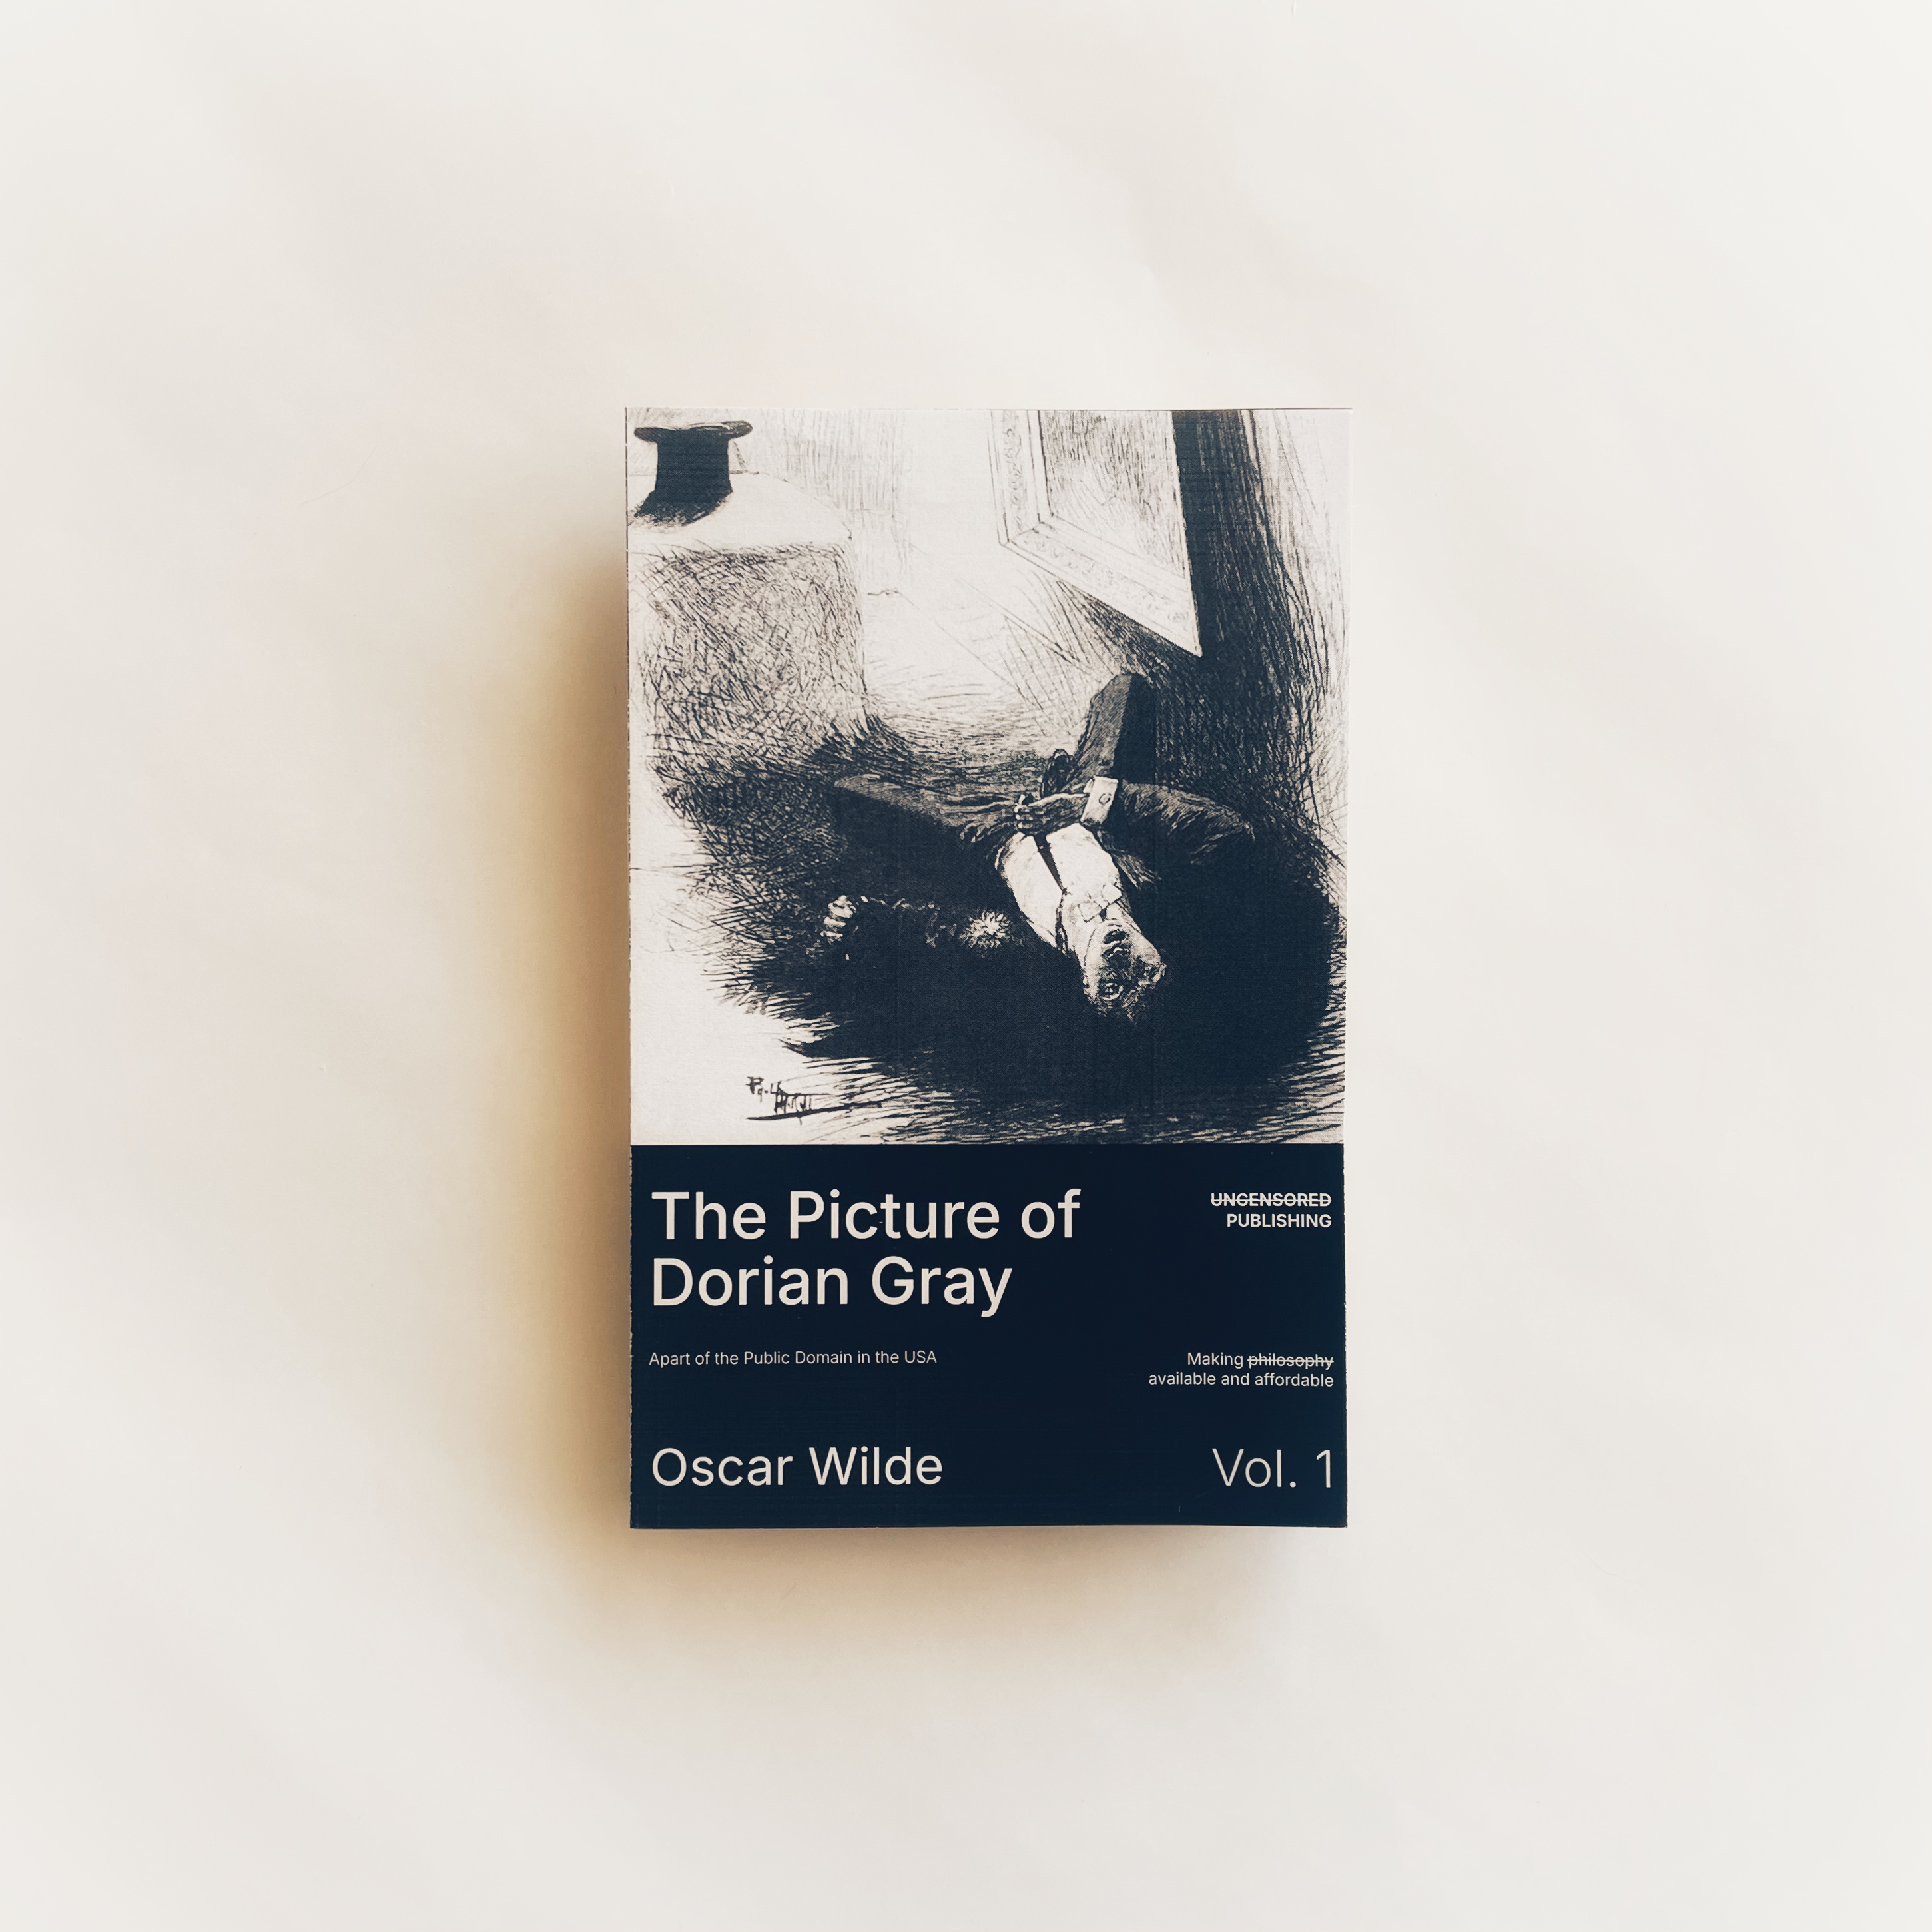 The Picture of
Dorian Gray
UNCENSORED
PUBLISHING
Apart of the Public Domain in the USA
Making philosophy
available and affordable
Oscar Wilde
Vol. 1